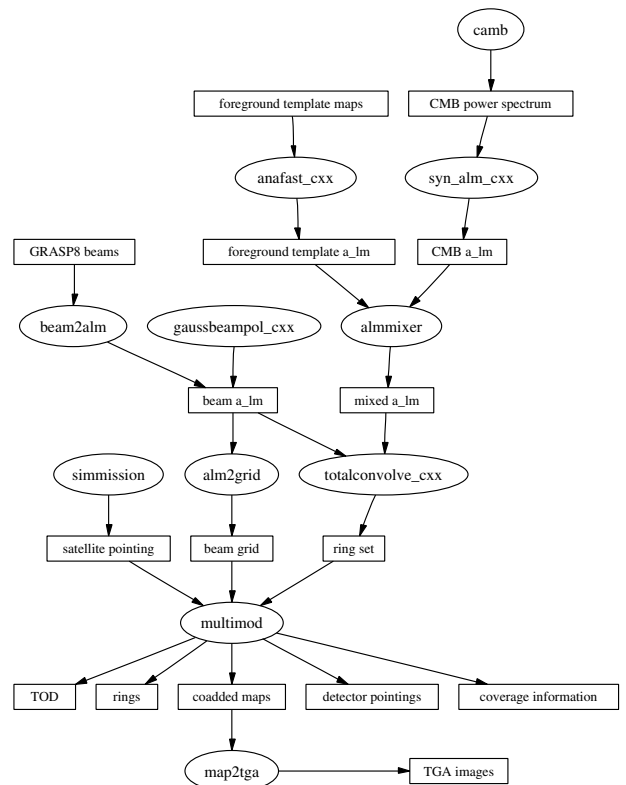 camb
foreground template maps
CMB power spectrum
anafast_cxx
syn_alm_cxx
GRASP8 beams
foreground template a_lm
CMB a_lm
beam2alm
gaussbeampol_cxx
almmixer
beam a_lm
mixed a_lm
simmission
alm2grid
totalconvolve_cxx
satellite pointing
beam grid
ring set
multimod
TOD
rings
coadded maps
detector pointings
coverage information
map2tga
TGA images